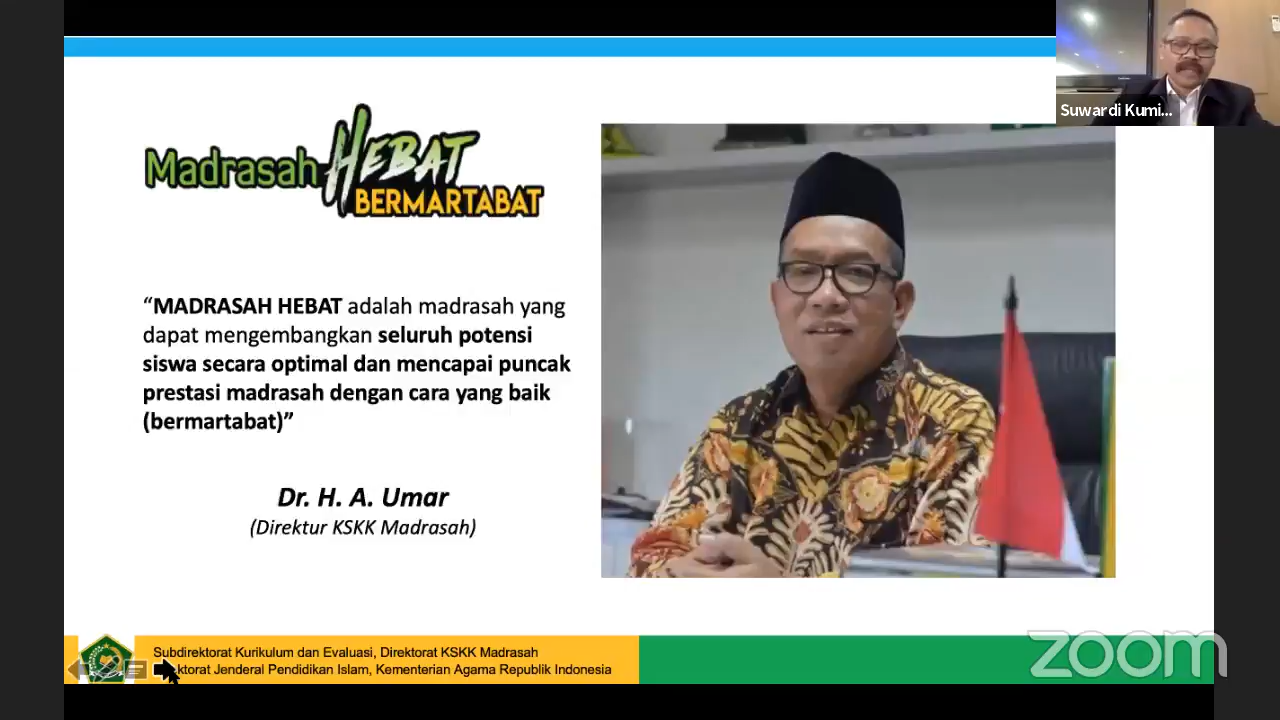 Suwardi Kumi...
Madrasah HEBAT
BERMARTABAT
“MADRASAH HEBAT adalah madrasah yang
dapat mengembangkan seluruh potensi
siswa secara optimal dan mencapai puncak
prestasi madrasah dengan cara yang baik
(bermartabat)”
Dr. H. A. Umar
(Direktur KSKK Madrasah)
Subdirektorat Kurikulum dan Evaluasi, Direktorat KSKK Madrasah
ktorat Jenderal Pendidikan Islam, Kementerian Agama Republik Indonesia
zoom